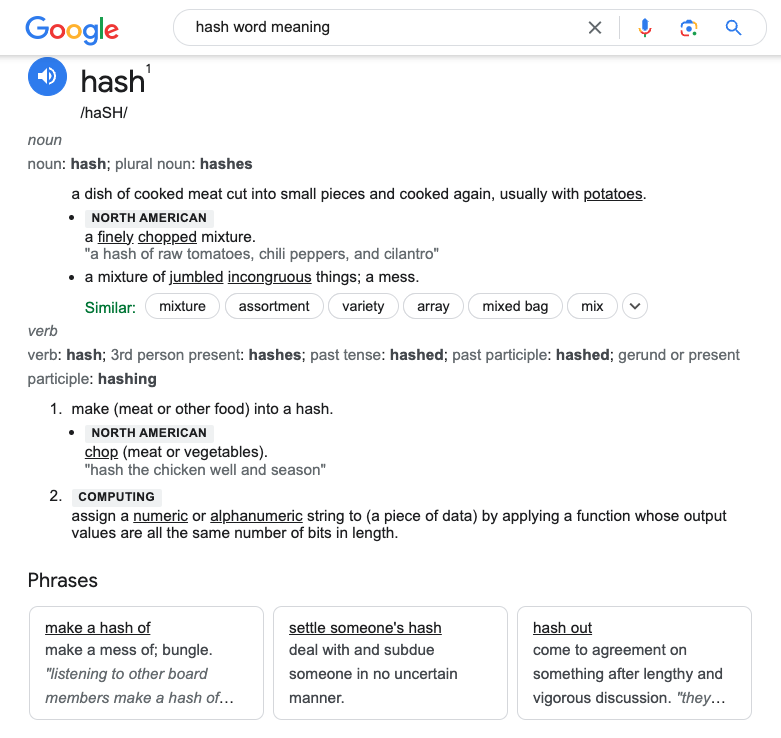 Google
hash word meaning
hash1
/haSH/
noun
noun: hash; plural noun: hashes
a dish of cooked meat cut into small pieces and cooked again, usually with potatoes.
• NORTH AMERICAN
a finely chopped mixture.
"a hash of raw tomatoes, chili peppers, and cilantro"
• a mixture of jumbled incongruous things; a mess.
Similar: mixture assortment variety array mixed bag mix
verb
verb: hash; 3rd person present: hashes; past tense: hashed; past participle: hashed; gerund or present
participle: hashing
1. make (meat or other food) into a hash.
• NORTH AMERICAN
chop (meat or vegetables).
"hash the chicken well and season"
2. COMPUTING
assign a numeric or alphanumeric string to (a piece of data) by applying a function whose output
values are all the same number of bits in length.
Phrases
make a hash of
make a mess of; bungle.
"listening to other board
members make a hash of…
settle someone's hash
deal with and subdue
someone in no uncertain
manner.
hash out
come to agreement on
something after lengthy and
vigorous discussion. "they…